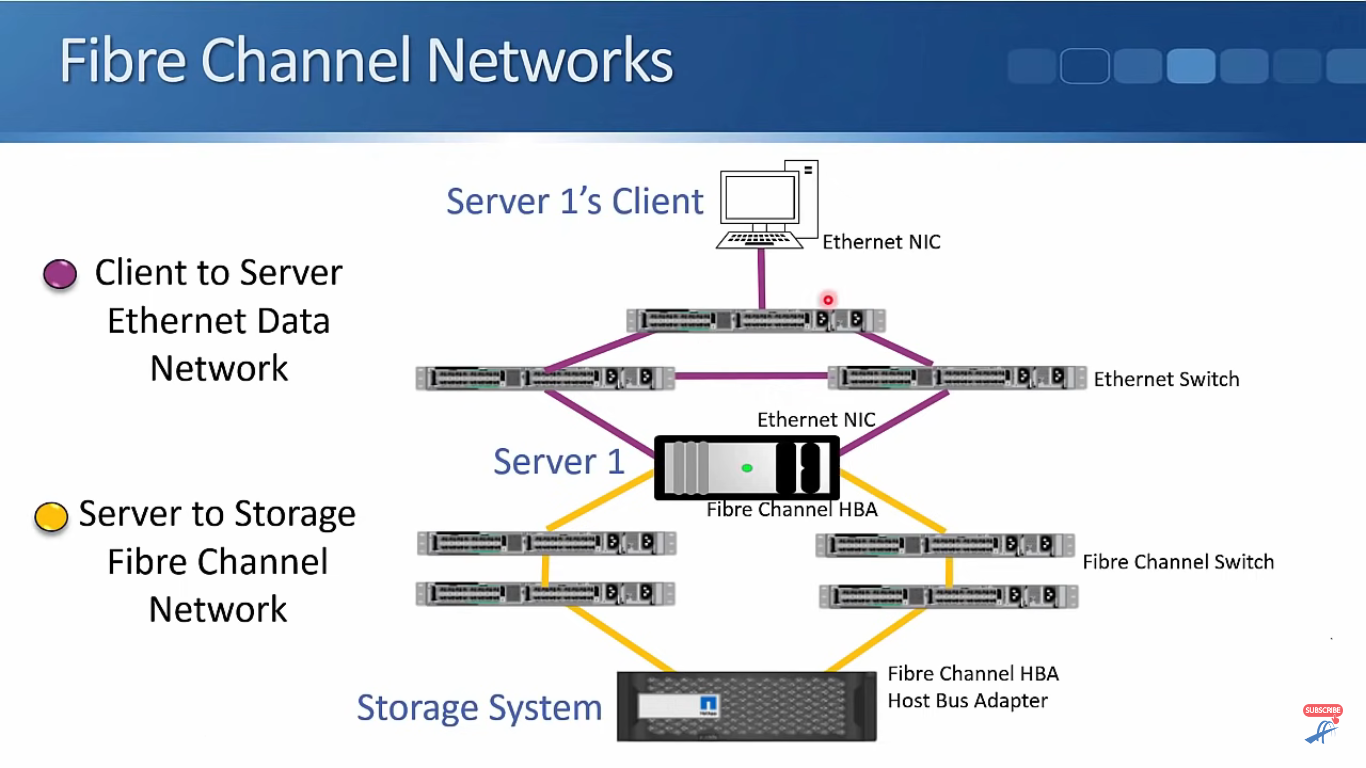 Fibre Channel Networks
Server 1's Client
Ethernet NIC
Client to Server
Ethernet Data
Network
Ethernet Switch
Ethernet NIC
Server 1
Fibre Channel HBA
Server to Storage
Fibre Channel
Network
Fibre Channel Switch
Fibre Channel HBA
Host Bus Adapter
Storage System
SUBSCRIBE